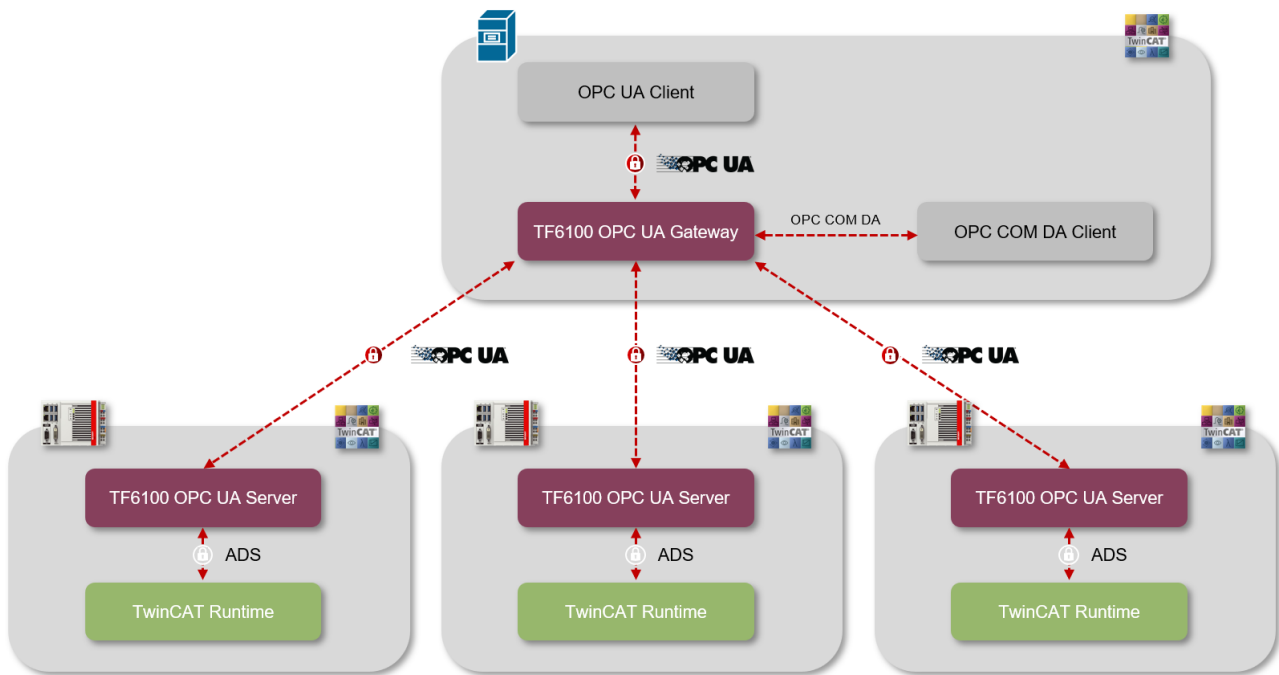 TwinCAT®
OPC UA Client
OPC UA
TF6100 OPC UA Gateway
OPC COM DA
OPC COM DA Client
OPC UA
OPC UA
OPC UA
TwinCAT®
TwinCAT®
TwinCAT®
TF6100 OPC UA Server
TF6100 OPC UA Server
TF6100 OPC UA Server
ADS
ADS
ADS
TwinCAT Runtime
TwinCAT Runtime
TwinCAT Runtime